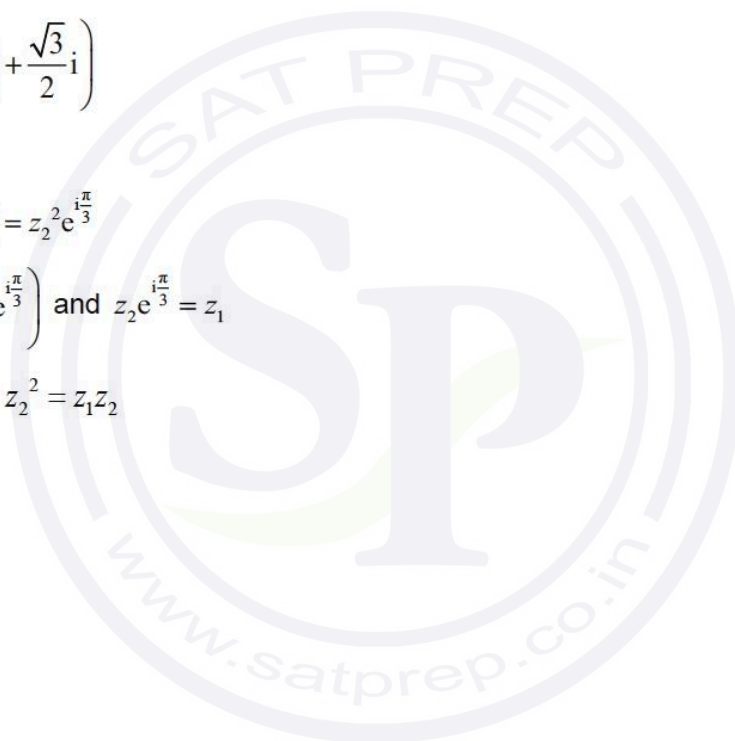 +√3/2 i)
= z₂²e^(iπ/3)
e^(iπ/3)) and z₂e^(iπ/3) = z₁
z₂² = z₁z₂
SAT PREP
SP
www.satprep.co.in